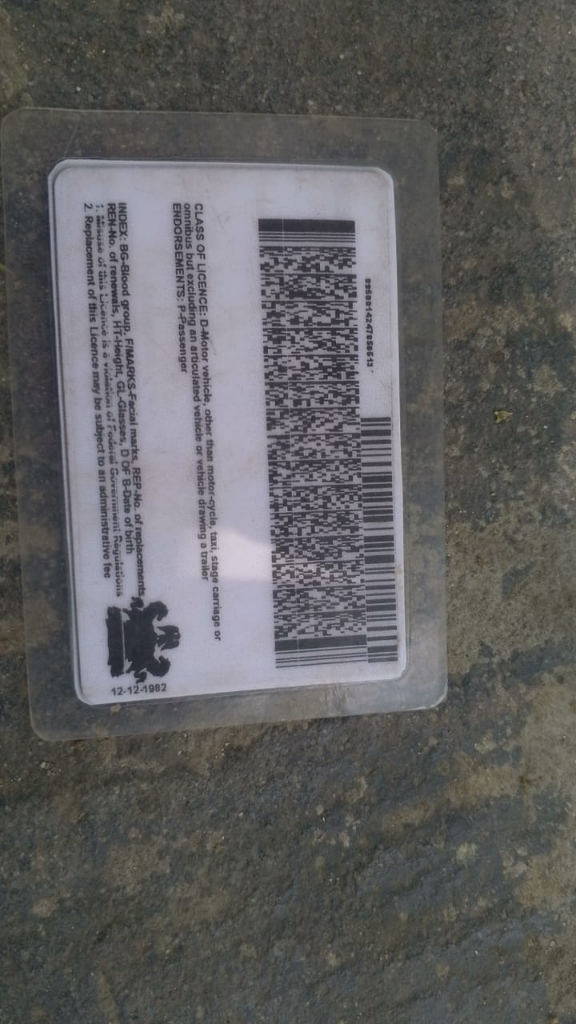 CLASS OF LICENCE: D-Motor vehicle, other than motor-cycle, taxi, stage carriage or
omnibus but excluding an articulated vehicle or vehicle drawing a trailer
ENDORSEMENTS: P-Passenger
INDEX: BG-Blood group, F/MARKS-Facial marks, REP-No. of replacements
REN-No. of renewals, HT-Height, GL-Glasses, D OF B-Date of birth
1. Misuse of this Licence is a violation of Federal Government Regulations
2. Replacement of this Licence may be subject to an administrative fee
12-12-1982